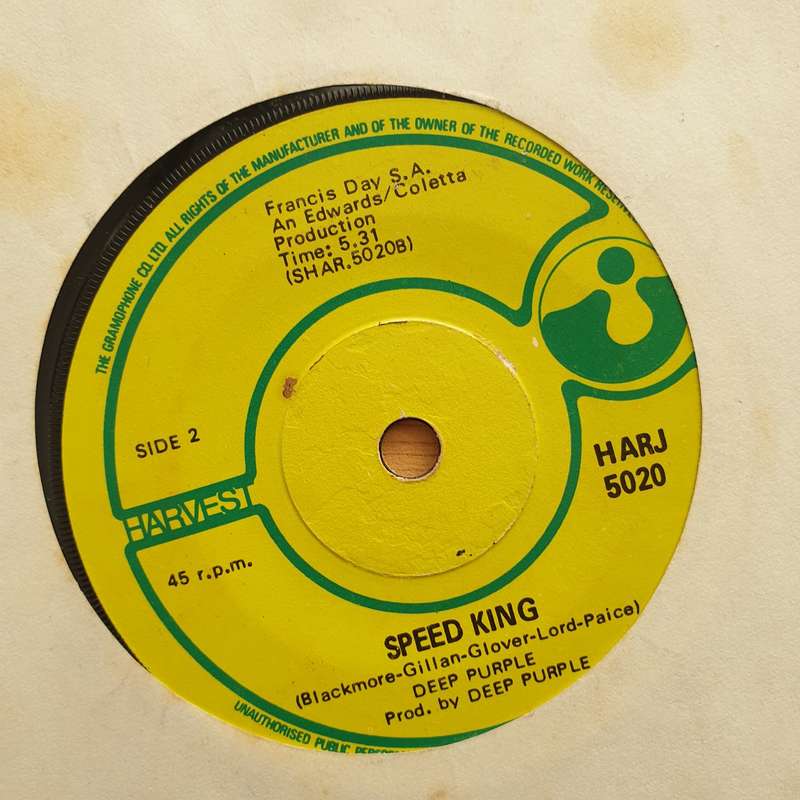 THE GRAMOPHONE CO. LTD. ALL RIGHTS OF THE MANUFACTURER AND OF THE OWNER OF THE RECORDED WORK
Francis Day S.A.
An Edwards/Coletta
Production
Time: 5.31
(SHAR.5020B)
SIDE 2
HARVEST
45 r.p.m.
HARJ
5020
SPEED KING
(Blackmore-Gillan-Glover-Lord-Paice)
DEEP PURPLE
Prod. by DEEP PURPLE
UNAUTHORISED PUBLIC